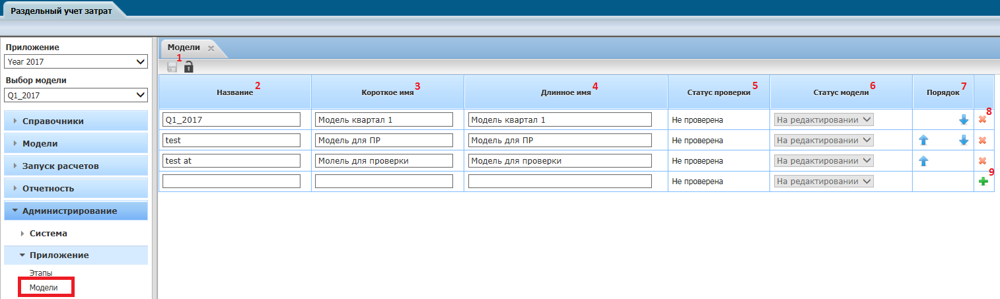 Раздельный учет затрат
Приложение
Year 2017
Выбор модели
Q1_2017
Справочники
Модели
Запуск расчетов
Отчетность
Администрирование
Система
Приложение
Этапы
Модели
Модели
1
Название 2 Короткое имя 3 Длинное имя 4 Статус проверки 5 Статус модели 6 Порядок 7
Q1_2017 Модель квартал 1 Модель квартал 1 Не проверена На редактировании 8
test Модель для ПР Модель для ПР Не проверена На редактировании
test at Молель для проверки Модель для проверки Не проверена На редактировании
Не проверена На редактировании 9